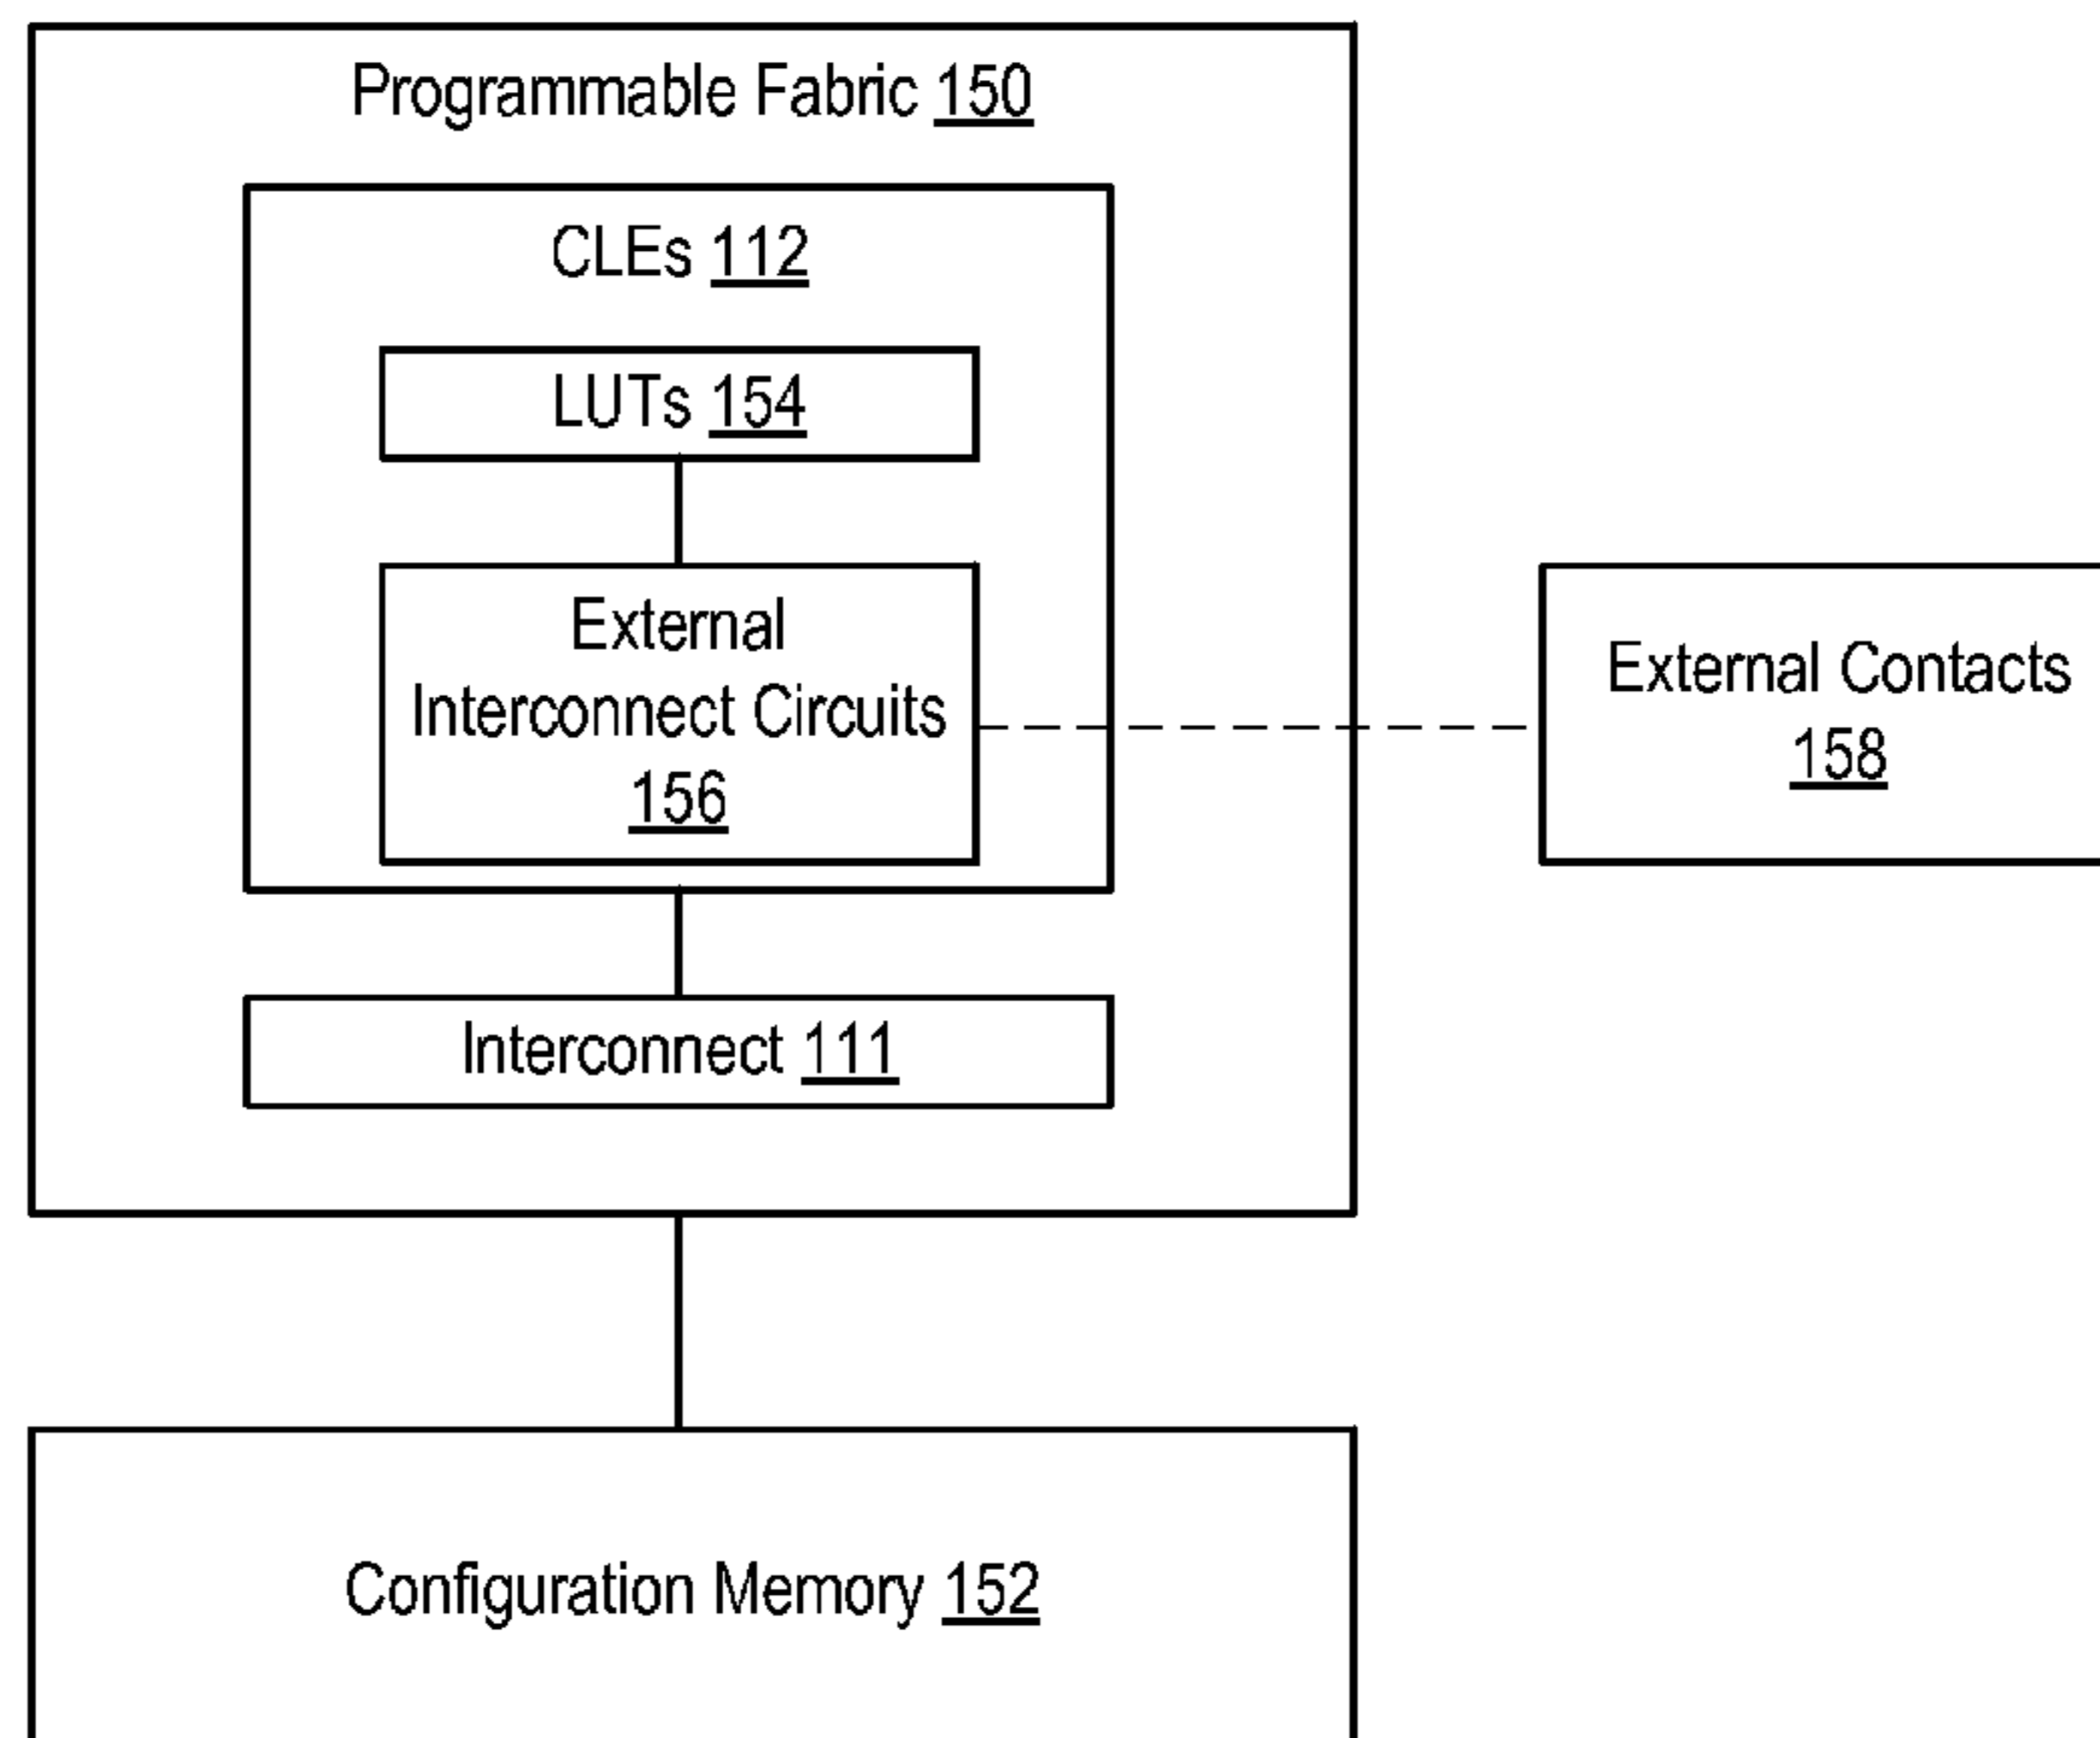 Programmable Fabric 150
CLEs 112
LUTs 154
External
Interconnect Circuits
156
External Contacts
158
Interconnect 111
Configuration Memory 152